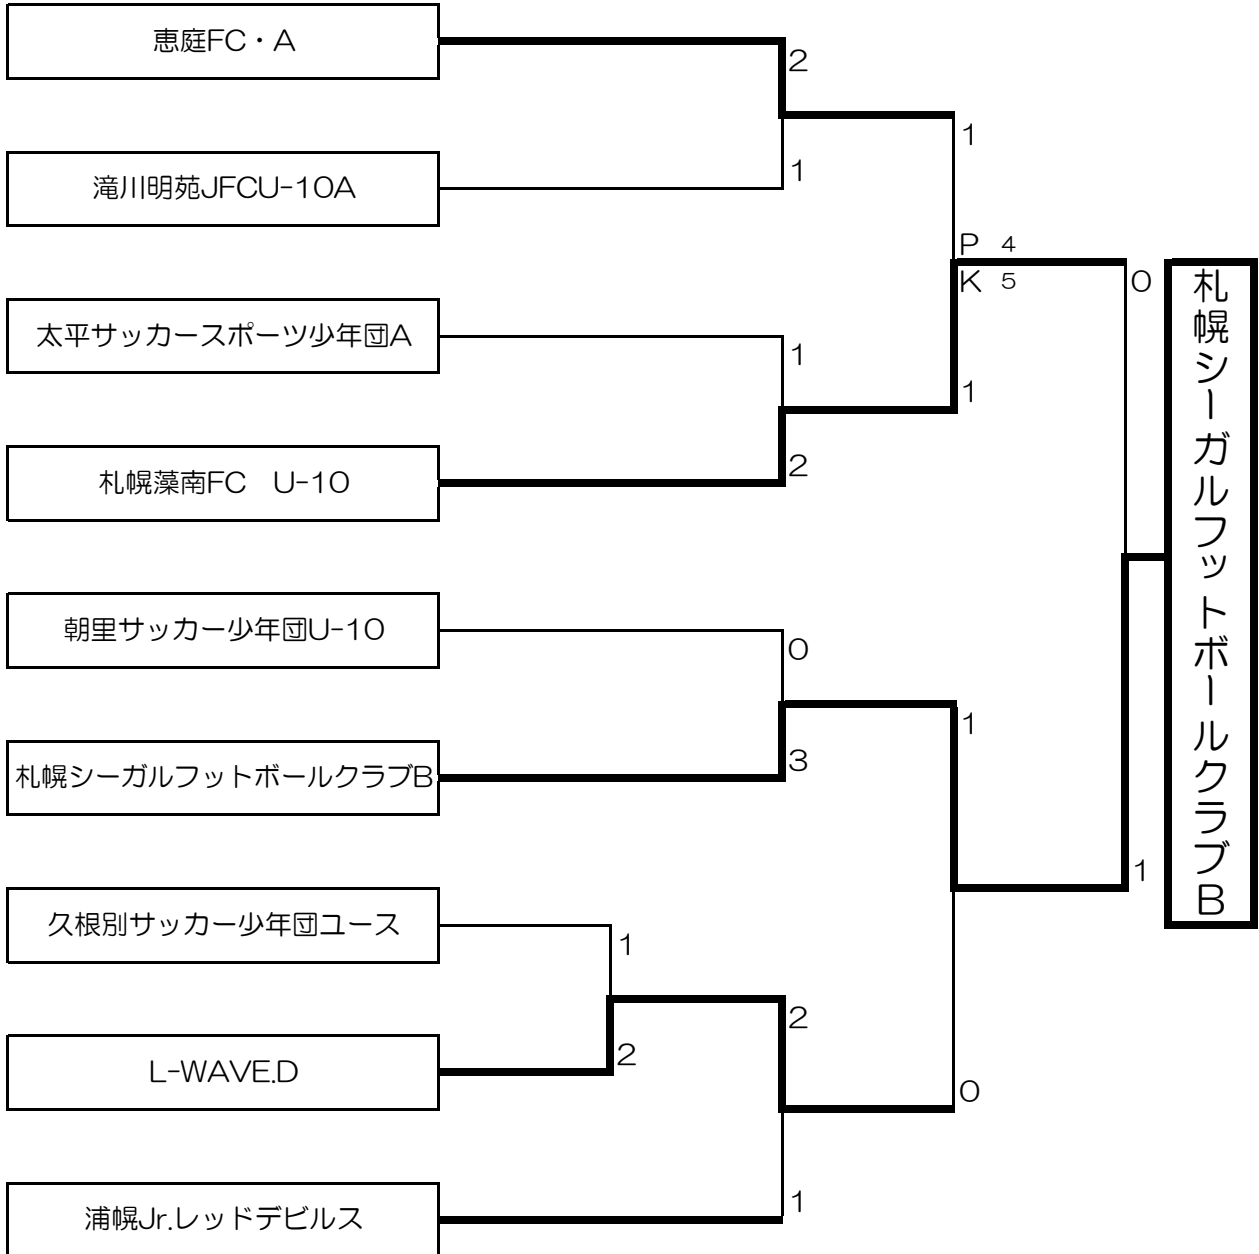 恵庭FC・A
2
1
滝川明苑JFCU-10A
1
P 4
K 5
0
太平サッカースポーツ少年団A
1
1
札幌藻南FC　U-10
2
朝里サッカー少年団U-10
0
1
札幌シーガルフットボールクラブB
3
久根別サッカー少年団ユース
1
1
L-WAVE.D
2
2
0
浦幌Jr.レッドデビルス
1
札幌シーガルフットボールクラブB